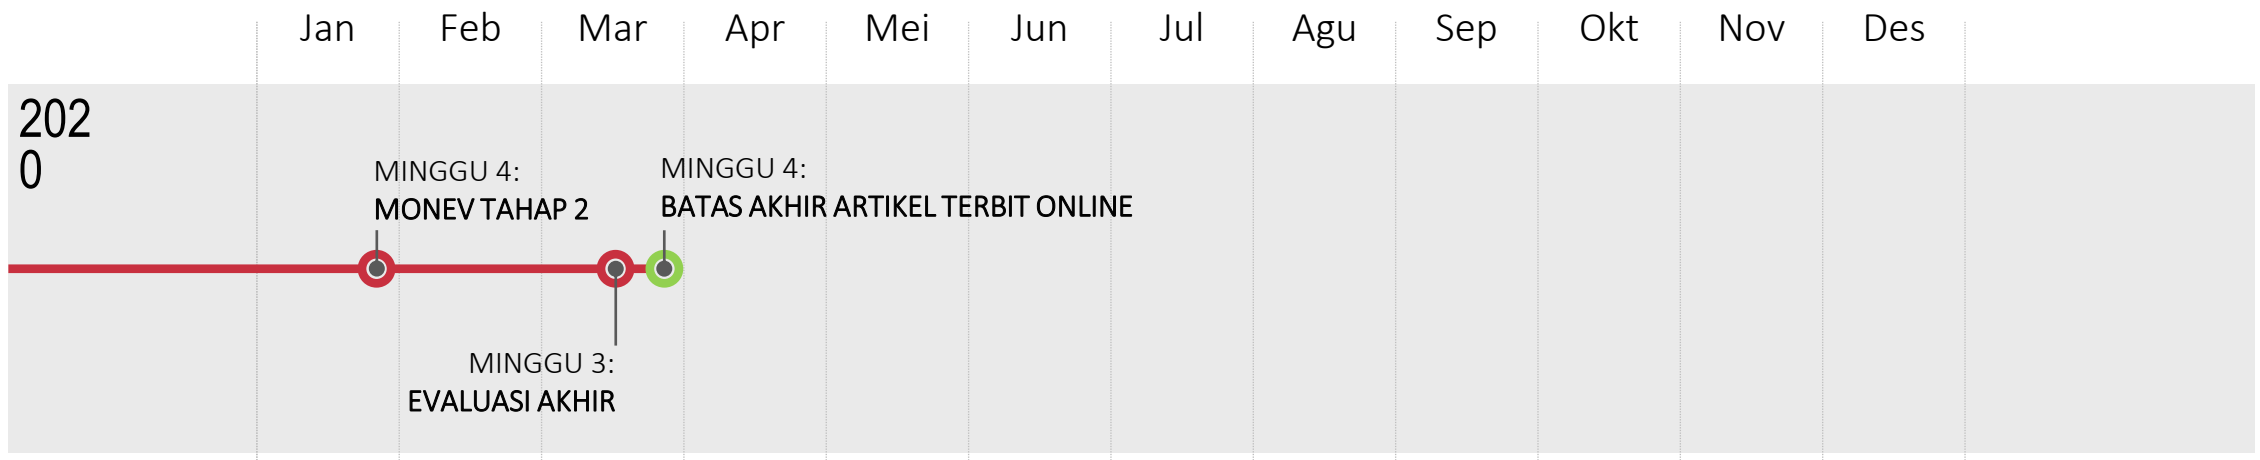 Jan Feb Mar Apr Mei Jun Jul Agu Sep Okt Nov Des
202
0
MINGGU 4:
MONEV TAHAP 2
MINGGU 4:
BATAS AKHIR ARTIKEL TERBIT ONLINE
MINGGU 3:
EVALUASI AKHIR